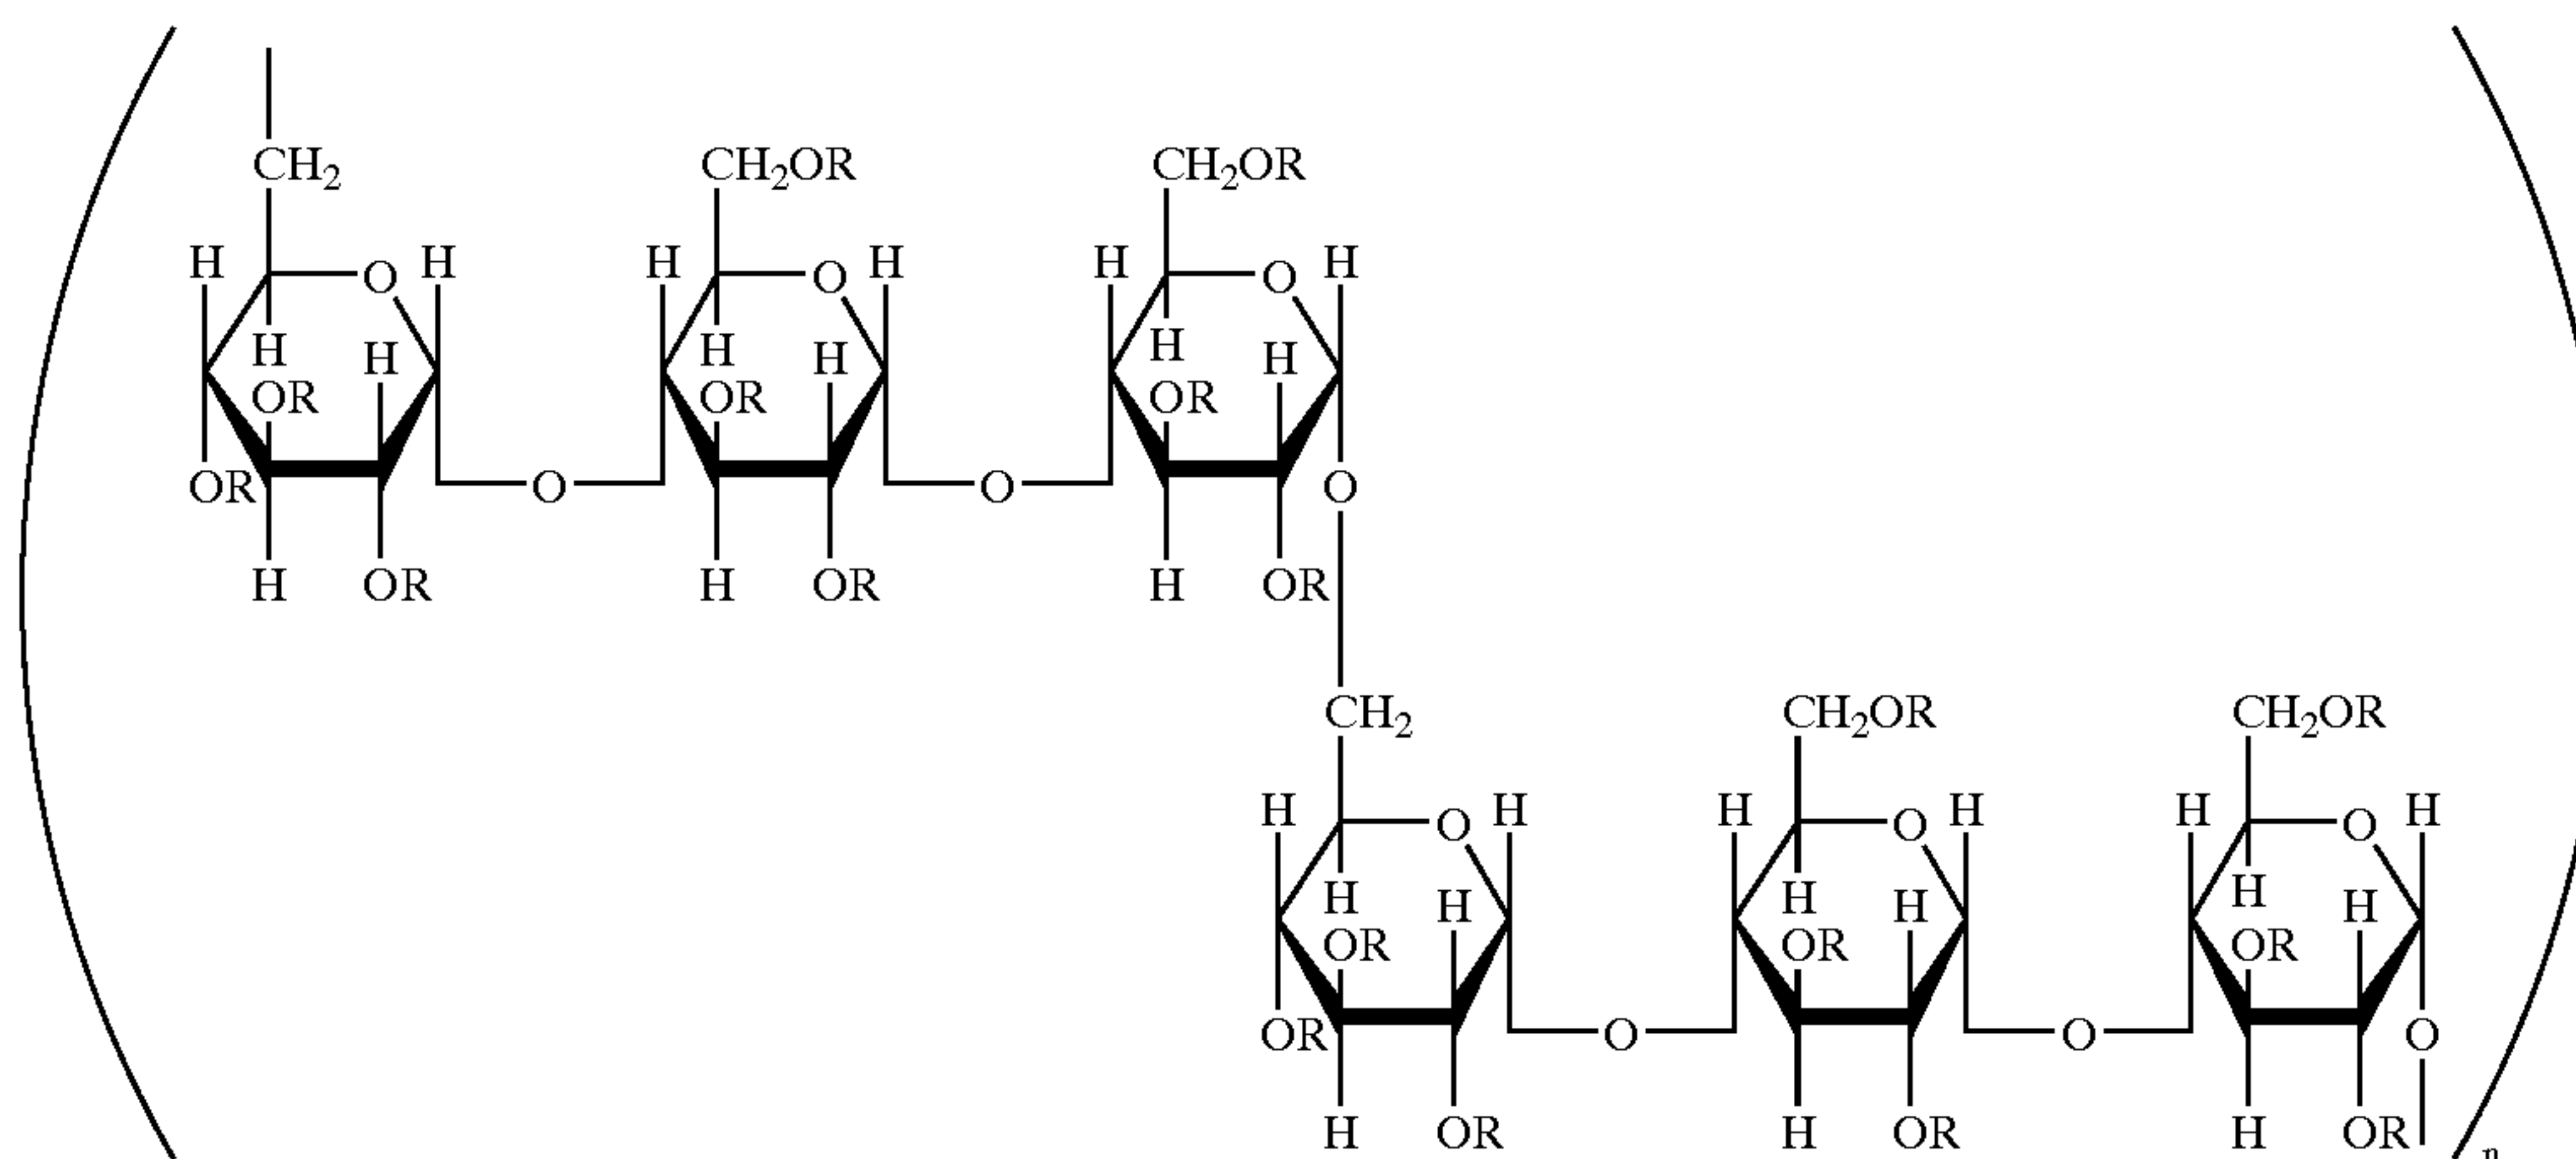 CH₂ CH₂OR CH₂OR
H O H H O H H O H
H H H H H H
OR OR OR
OR O O O
H OR H OR H OR
CH₂ CH₂OR CH₂OR
H O H H O H H O H
H H H H H H
OR OR OR
OR O O O
H OR H OR H OR n